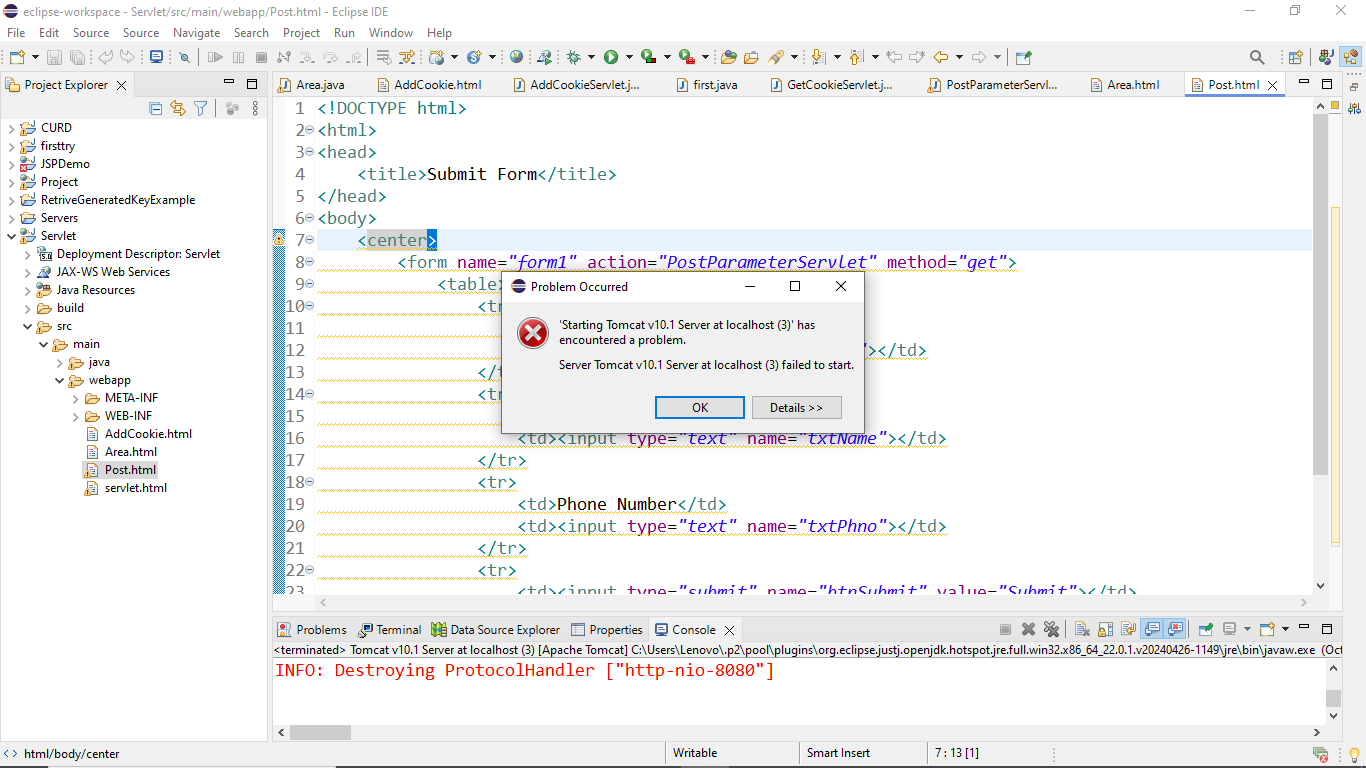 eclipse-workspace - Servlet/src/main/webapp/Post.html - Eclipse IDE
File Edit Source Source Navigate Search Project Run Window Help
Project Explorer
Area.java AddCookie.html AddCookieServlet.j... first.java GetCookieServlet.j... PostParameterServl... Area.html Post.html
CURD
firsttry
JSPDemo
Project
RetriveGeneratedKeyExample
Servers
Servlet
Deployment Descriptor: Servlet
JAX-WS Web Services
Java Resources
build
src
main
java
webapp
META-INF
WEB-INF
AddCookie.html
Area.html
Post.html
servlet.html
1 <!DOCTYPE html>
2 <html>
3 <head>
4 <title>Submit Form</title>
5 </head>
6 <body>
7 <center>
8 <form name="form1" action="PostParameterServlet" method="get">
9 <table>
10 <tr
11
12 "></td>
13 </t
14 <tr
15
16 <td><input type="text" name="txtName"></td>
17 </tr>
18 <tr>
19 <td>Phone Number</td>
20 <td><input type="text" name="txtPhno"></td>
21 </tr>
22 <tr>
23 <td><input type="submit" name="btnSubmit" value="Submit"></td>
Problem Occurred
'Starting Tomcat v10.1 Server at localhost (3)' has
encountered a problem.
Server Tomcat v10.1 Server at localhost (3) failed to start.
OK Details >>
Problems Terminal Data Source Explorer Properties Console
<terminated> Tomcat v10.1 Server at localhost (3) [Apache Tomcat] C:\Users\Lenovo\.p2\pool\plugins\org.eclipse.justj.openjdk.hotspot.jre.full.win32.x86_64_22.0.1.v20240426-1149\jre\bin\javaw.exe (Oct
INFO: Destroying ProtocolHandler ["http-nio-8080"]
html/body/center Writable Smart Insert 7 : 13 [1]